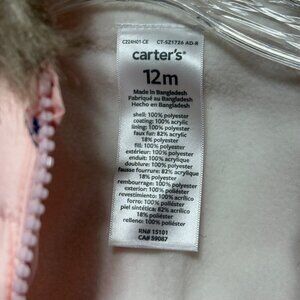 C224H01-CE CT-SZ1726 AD-R
carter's®
12m
Made in Bangladesh
Fabriqué au Bangladesh
Hecho en Bangladesh
shell: 100% polyester
coating: 100% acrylic
lining: 100% polyester
faux fur: 82% acrylic
18% polyester
fill: 100% polyester
extérieur: 100% polyester
enduit: 100% acrylique
doublure: 100% polyester
fausse fourrure: 82% acrylique
18% polyester
rembourrage: 100% polyester
exterior: 100% poliéster
revestimiento: 100% acrílico
forro: 100% poliéster
piel sintética: 82% acrílico
18% poliéster
relleno: 100% poliéster
RN# 15101
CA# 59087